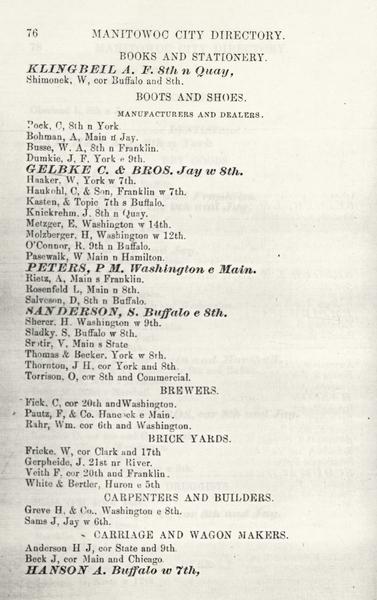 76 MANITOWOC CITY DIRECTORY.
BOOKS AND STATIONERY.
KLINGBEIL A. F. 8th n Quay,
Shimonek, W, cor Buffalo and 8th.
BOOTS AND SHOES.
MANUFACTURERS AND DEALERS.
Bock, C, 8th n York
Bohman, A, Main n Jay.
Busse, W. A, 8th n Franklin.
Dumkie, J. F. York e 9th.
GELBKE C. & BROS. Jay w 8th.
Haaker, W, York w 7th.
Haukohl, C, & Son, Franklin w 7th.
Kasten, & Topie 7th s Buffalo.
Knickrehm, J. 8th n Quay.
Metzger, E, Washington w 14th.
Molzberger, H, Washington w 12th.
O'Connor, R. 9th n Buffalo.
Pasewalk, W Main n Hamilton.
PETERS, P M. Washington e Main.
Rietz, A, Main s Franklin.
Rosenfeld L, Main n 8th.
Salveson, D, 8th n Buffalo.
SANDERSON, S. Buffalo e 8th.
Sherer, H. Washington w 9th.
Sladky. S. Buffalo w 8th.
V. Main s State
Thomas & Becker, York w 8th.
Thornton, J H, cor York and 8th.
Torrison, O, cor 8th and Commercial.
BREWERS.
Fick, C, cor 20th andWashington.
Pautz, F, & Co. Hancock e Main.
Rahr, Wm. cor 6th and Washington.
BRICK YARDS.
Fricke, W, cor Clark and 17th
Gerpheide, J. 21st nr River.
Veith F. cor 20th and Franklin.
White & Bertler, Huron e 5th
CARPENTERS AND BUILDERS.
Greve H, & Co., Washington e 8th.
Sams J, Jay w 6th.
CARRIAGE AND WAGON MAKERS.
Anderson H J, cor State and 9th
Beck J, cor Main and Chicago.
HANSON A. Buffalo w 7th,